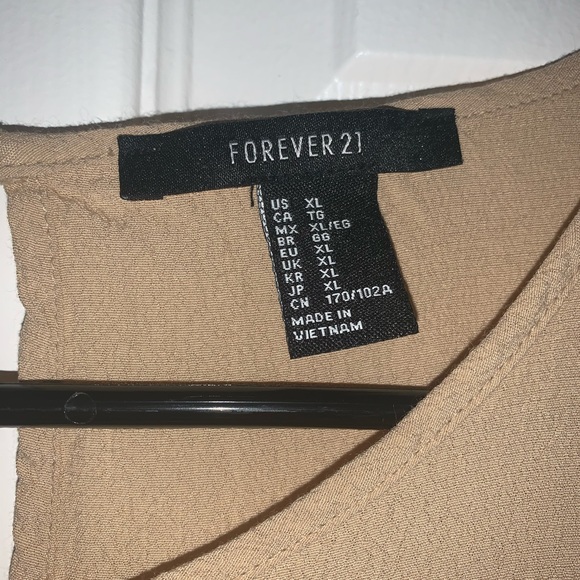 FOREVER 21
US XL
CA TG
MX XL/EG
BR GG
EU XL
UK XL
KR XL
JP XL
CN 170/102A
MADE IN
VIETNAM